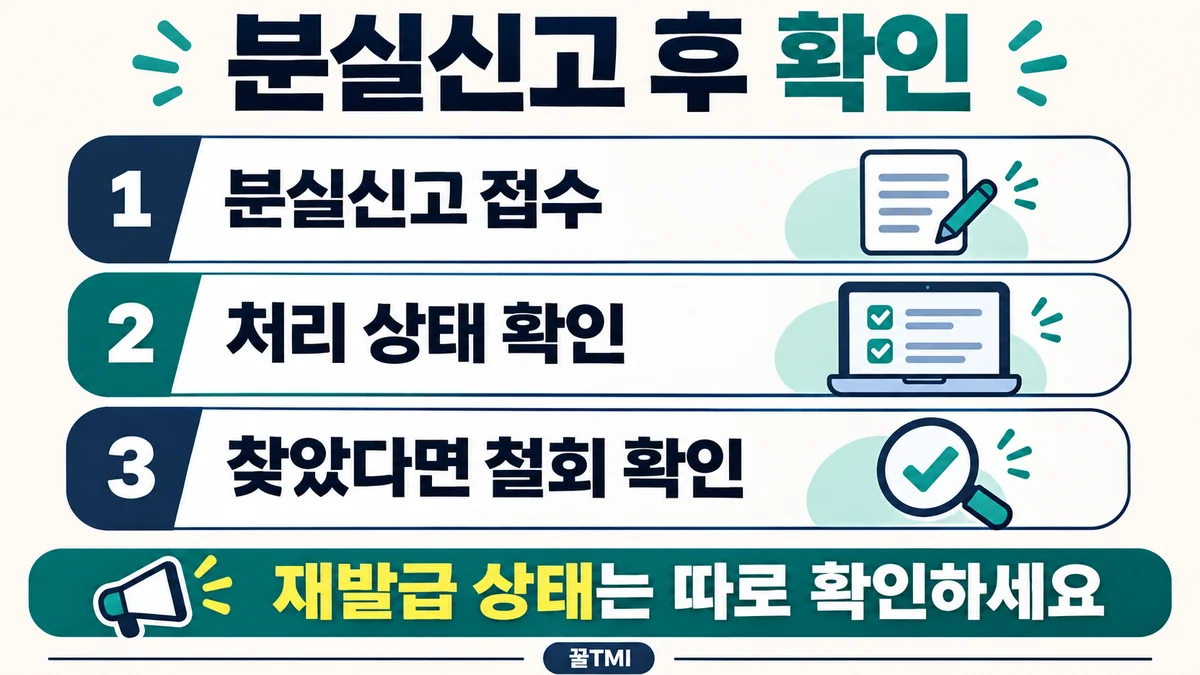 분실신고 후 확인
1 분실신고 접수
2 처리 상태 확인
3 찾았다면 철회 확인
재발급 상태는 따로 확인하세요
꿀TMI